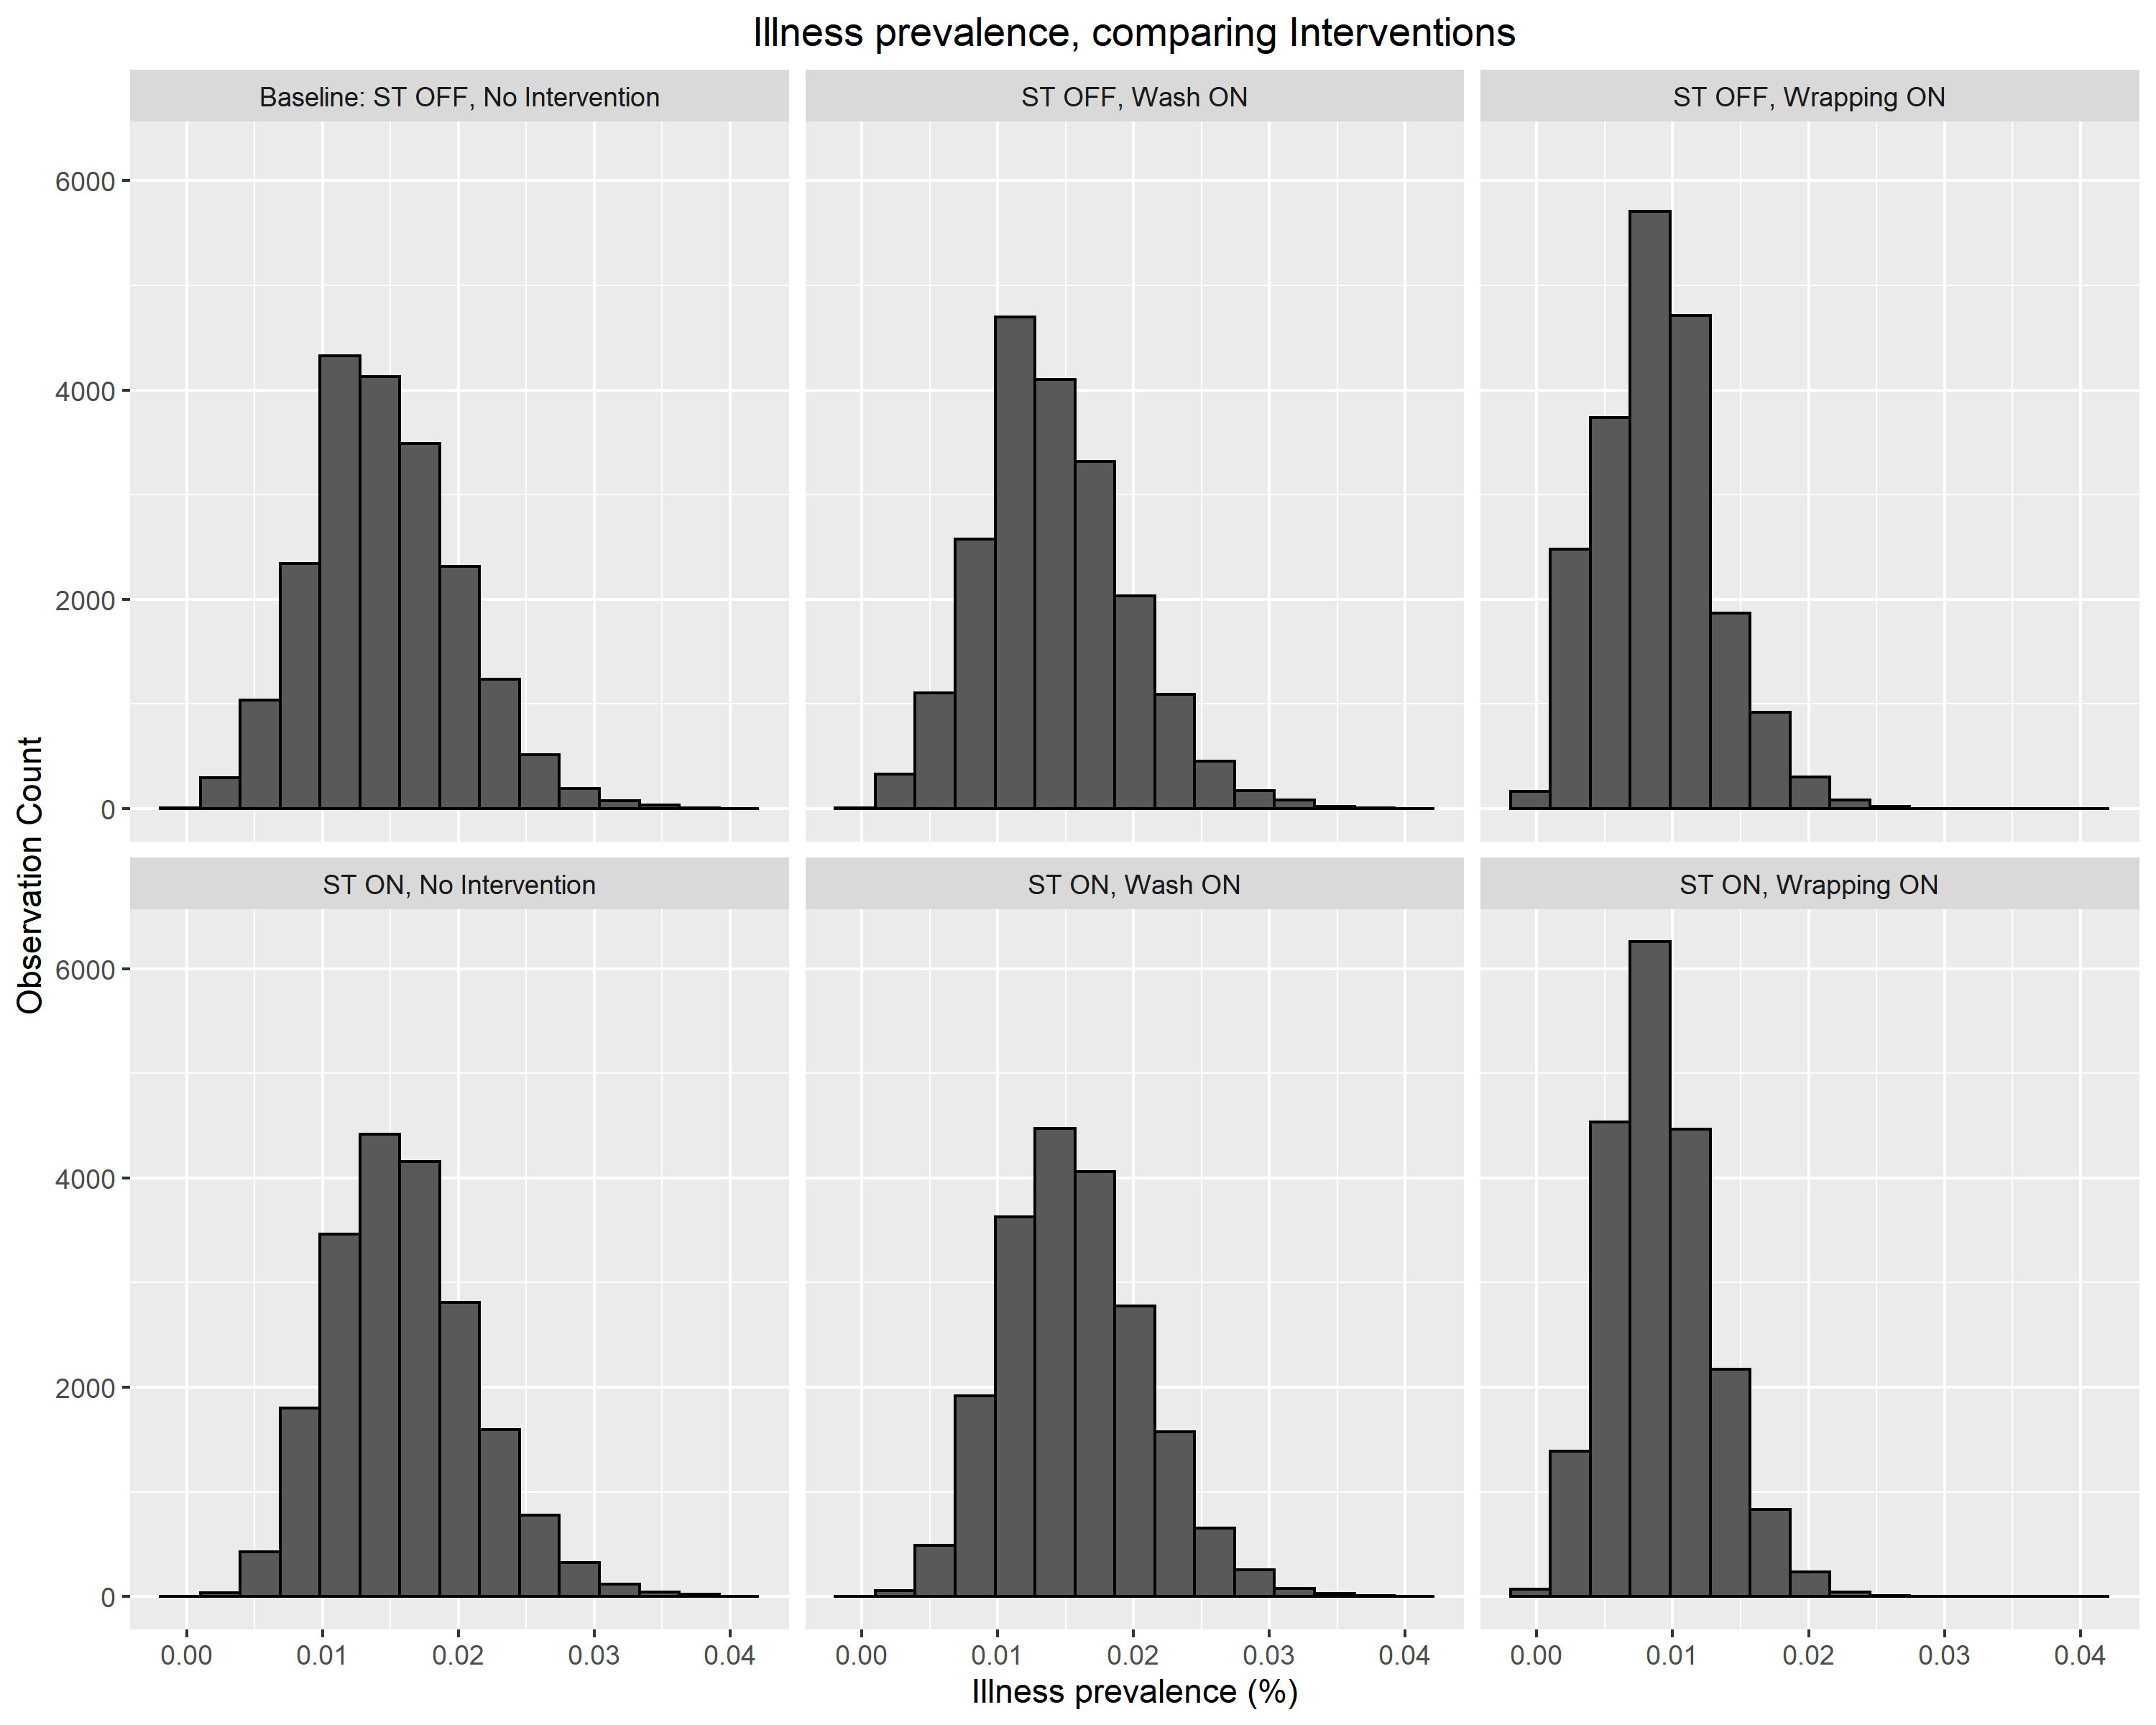 Illness prevalence, comparing Interventions
Baseline: ST OFF, No Intervention
ST OFF, Wash ON
ST OFF, Wrapping ON
6000
4000
2000
0
Observation Count
ST ON, No Intervention
ST ON, Wash ON
ST ON, Wrapping ON
6000
4000
2000
0
0.00 0.01 0.02 0.03 0.04
0.00 0.01 0.02 0.03 0.04
0.00 0.01 0.02 0.03 0.04
Illness prevalence (%)